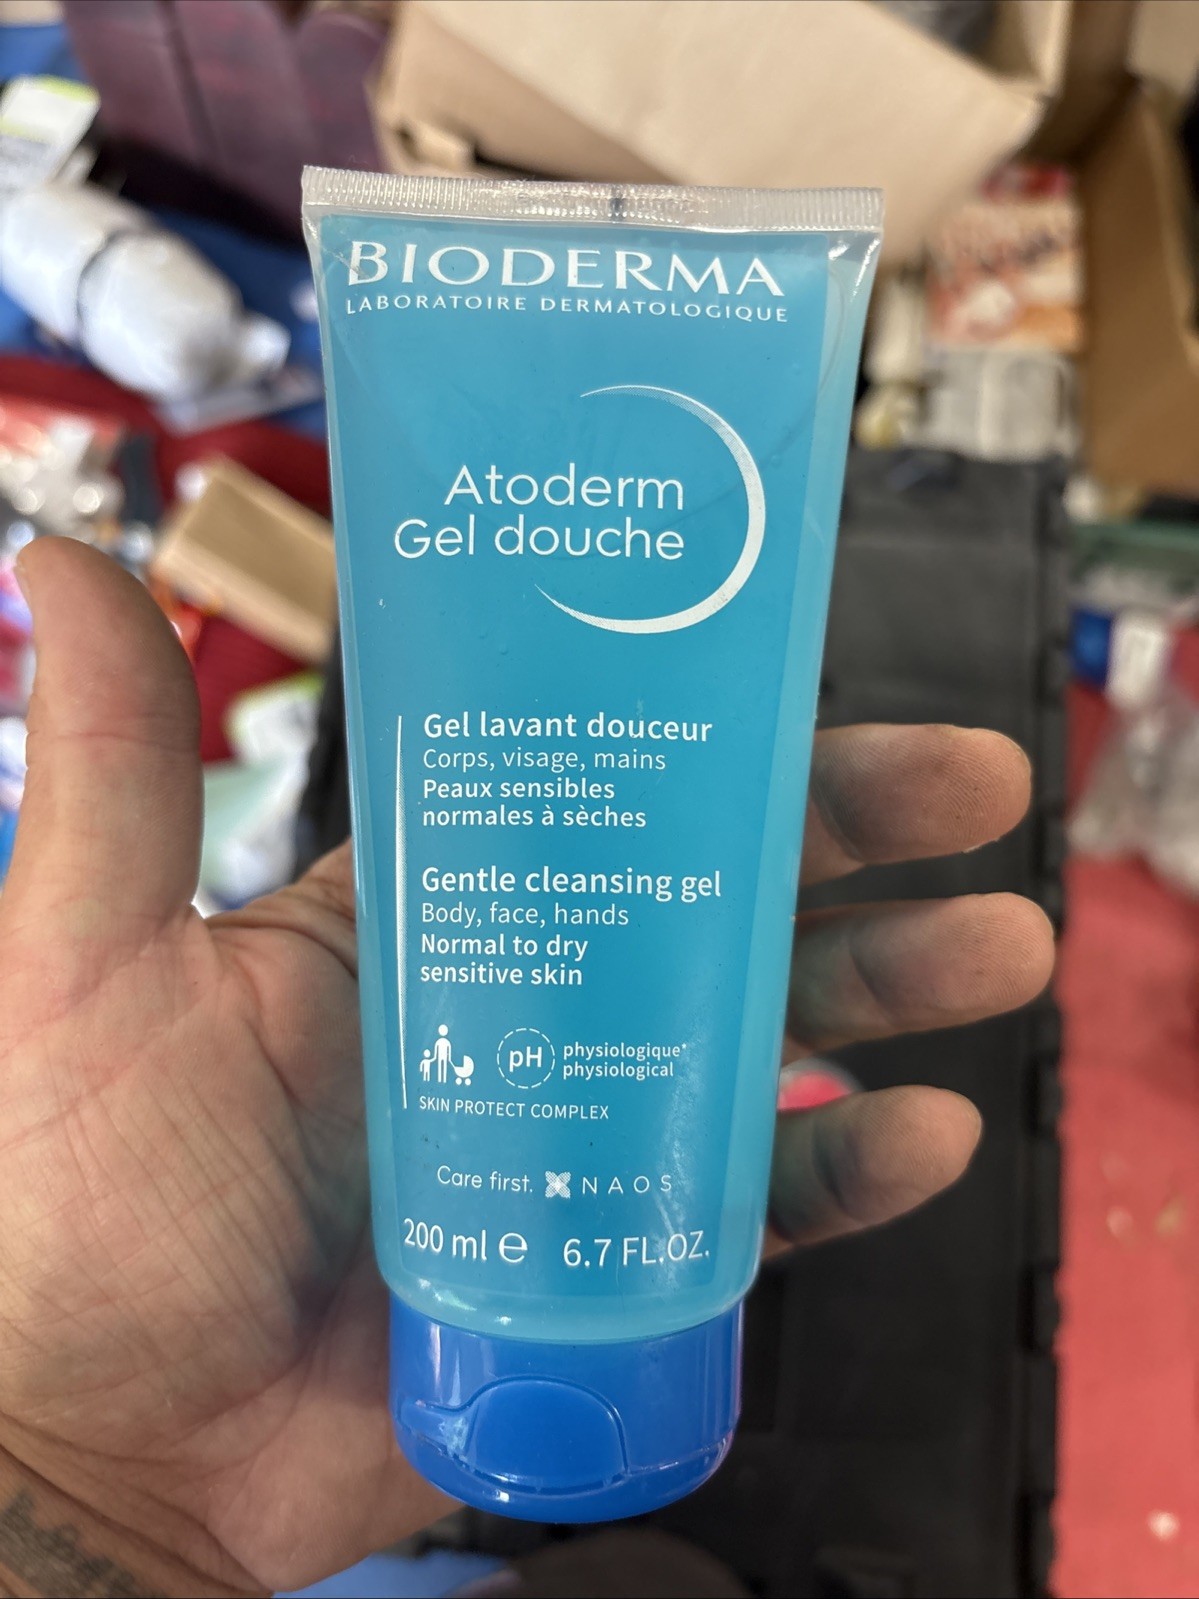 BIODERMA
LABORATOIRE DERMATOLOGIQUE
Atoderm
Gel douche
Gel lavant douceur
Corps, visage, mains
Peaux sensibles
normales à sèches
Gentle cleansing gel
Body, face, hands
Normal to dry
sensitive skin
pH
physiologique*
physiological
SKIN PROTECT COMPLEX
Care first. NAOS
200 ml ℮ 6.7 FL.OZ.